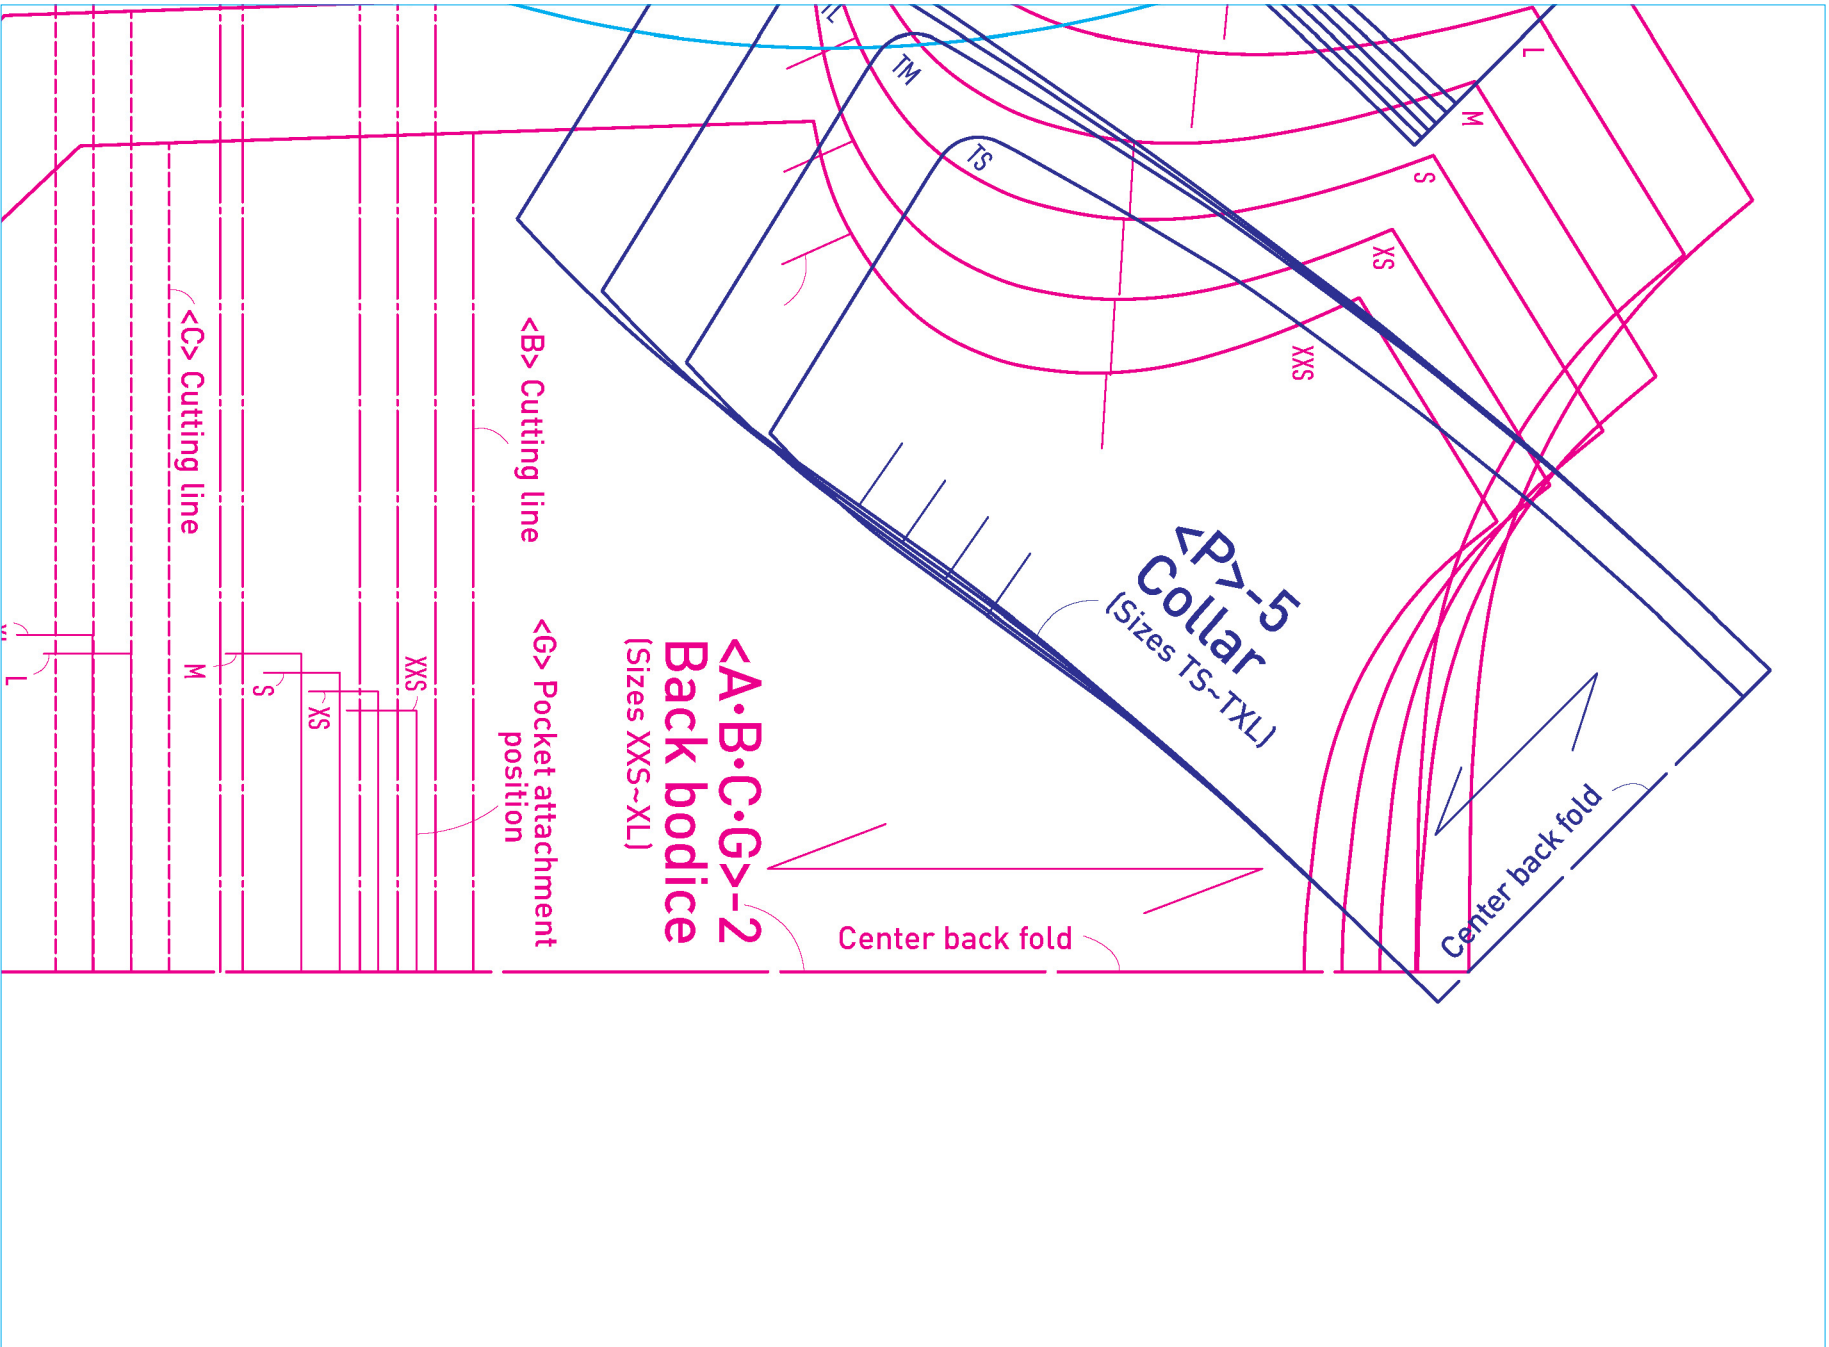 TL
TM
TS
L
M
S
XS
XXS
<C> Cutting line
<B> Cutting line
<P>-5
Collar
(Sizes TS~TXL)
<G> Pocket attachment
position
<A·B·C·G>-2
Back bodice
(Sizes XXS~XL)
L
M
S
XS
XXS
Center back fold
Center back fold